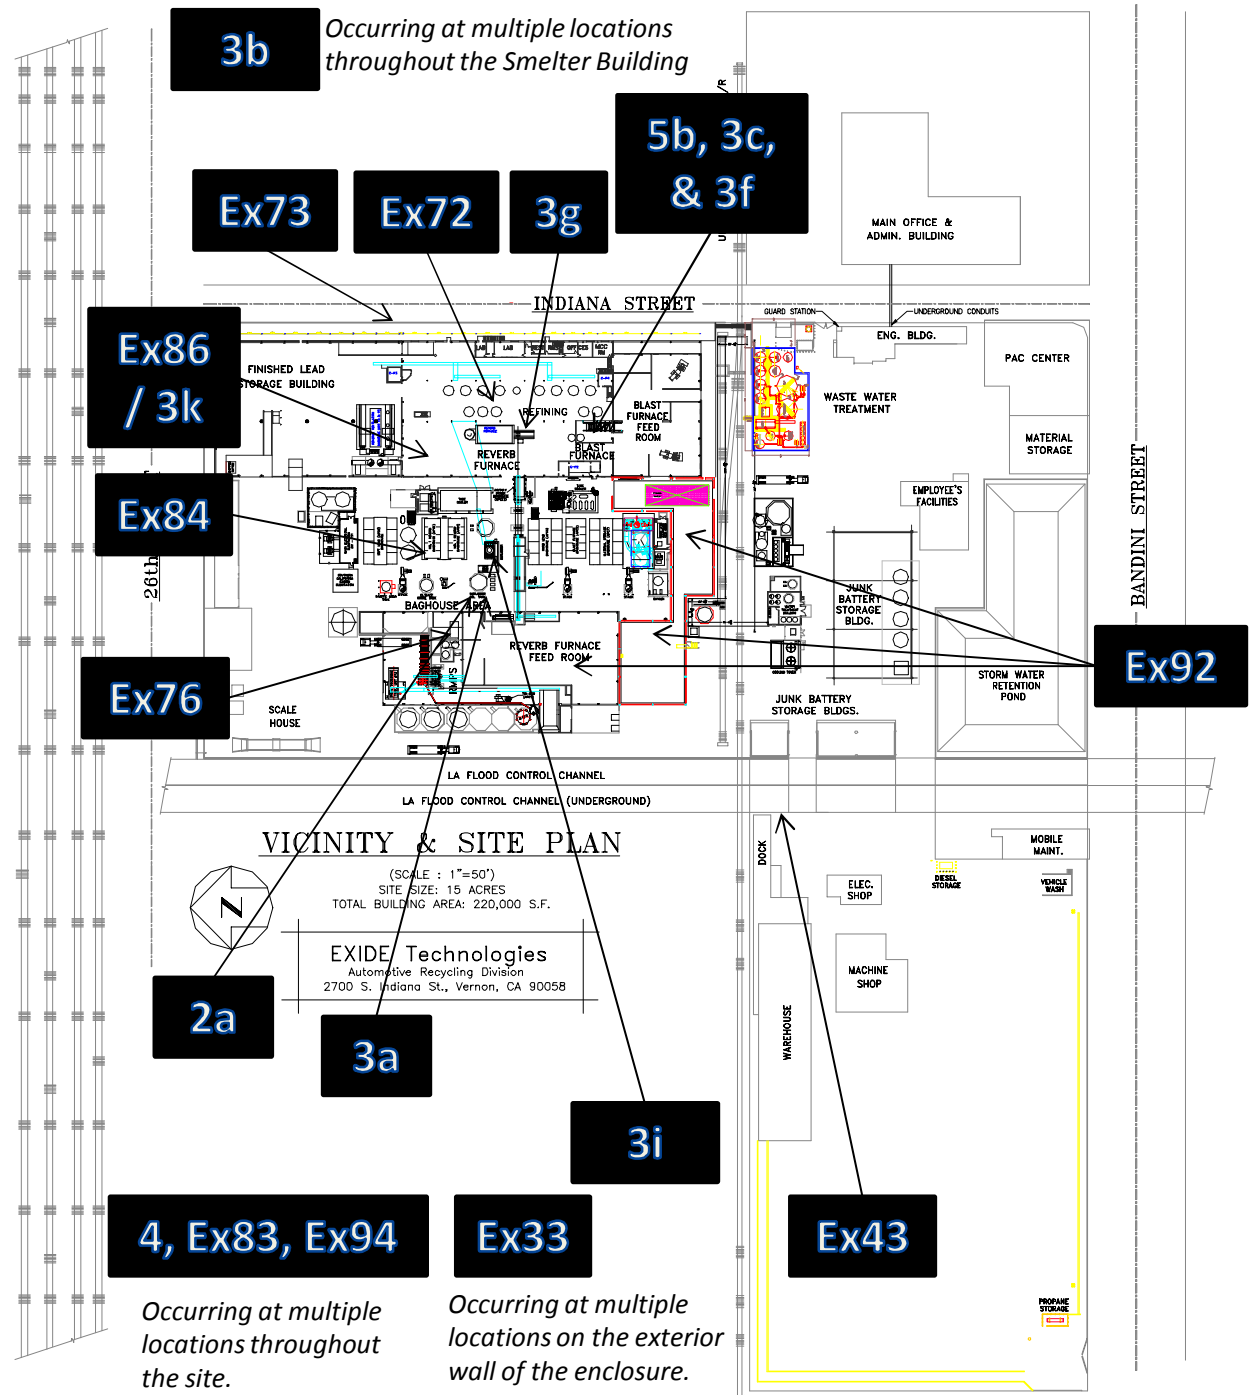 3b
Occurring at multiple locations
throughout the Smelter Building
5b, 3c,
& 3f
Ex73
Ex72
3g
MAIN OFFICE &
ADMIN. BUILDING
INDIANA STREET
GUARD STATION
UNDERGROUND CONDUITS
ENG. BLDG.
Ex86
/ 3k
FINISHED LEAD
STORAGE BUILDING
LAB
LAB
OFFICES
MCC
RM
PAC CENTER
WASTE WATER
TREATMENT
REFINING
BLAST
FURNACE
FEED
ROOM
REVERB
FURNACE
REVERB
FURNACE
BLAST
FURNACE
MATERIAL
STORAGE
BANDINI STREET
26th
Ex84
EMPLOYEE'S
FACILITIES
JUNK
BATTERY
STORAGE
BLDG.
BAGHOUSE AREA
REVERB FURNACE
FEED ROOM
RMPS
Ex92
Ex76
STORM WATER
RETENTION
POND
JUNK BATTERY
STORAGE BLDGS.
SCALE
HOUSE
LA FLOOD CONTROL CHANNEL
LA FLOOD CONTROL CHANNEL (UNDERGROUND)
VICINITY & SITE PLAN
(SCALE : 1"=50')
SITE SIZE: 15 ACRES
TOTAL BUILDING AREA: 220,000 S.F.
N
EXIDE Technologies
Automotive Recycling Division
2700 S. Indiana St., Vernon, CA 90058
DOCK
MOBILE
MAINT.
ELEC.
SHOP
DIESEL
STORAGE
VEHICLE
WASH
MACHINE
SHOP
WAREHOUSE
2a
3a
3i
4, Ex83, Ex94
Ex33
Ex43
Occurring at multiple
locations throughout
the site.
Occurring at multiple
locations on the exterior
wall of the enclosure.
PROPANE
STORAGE